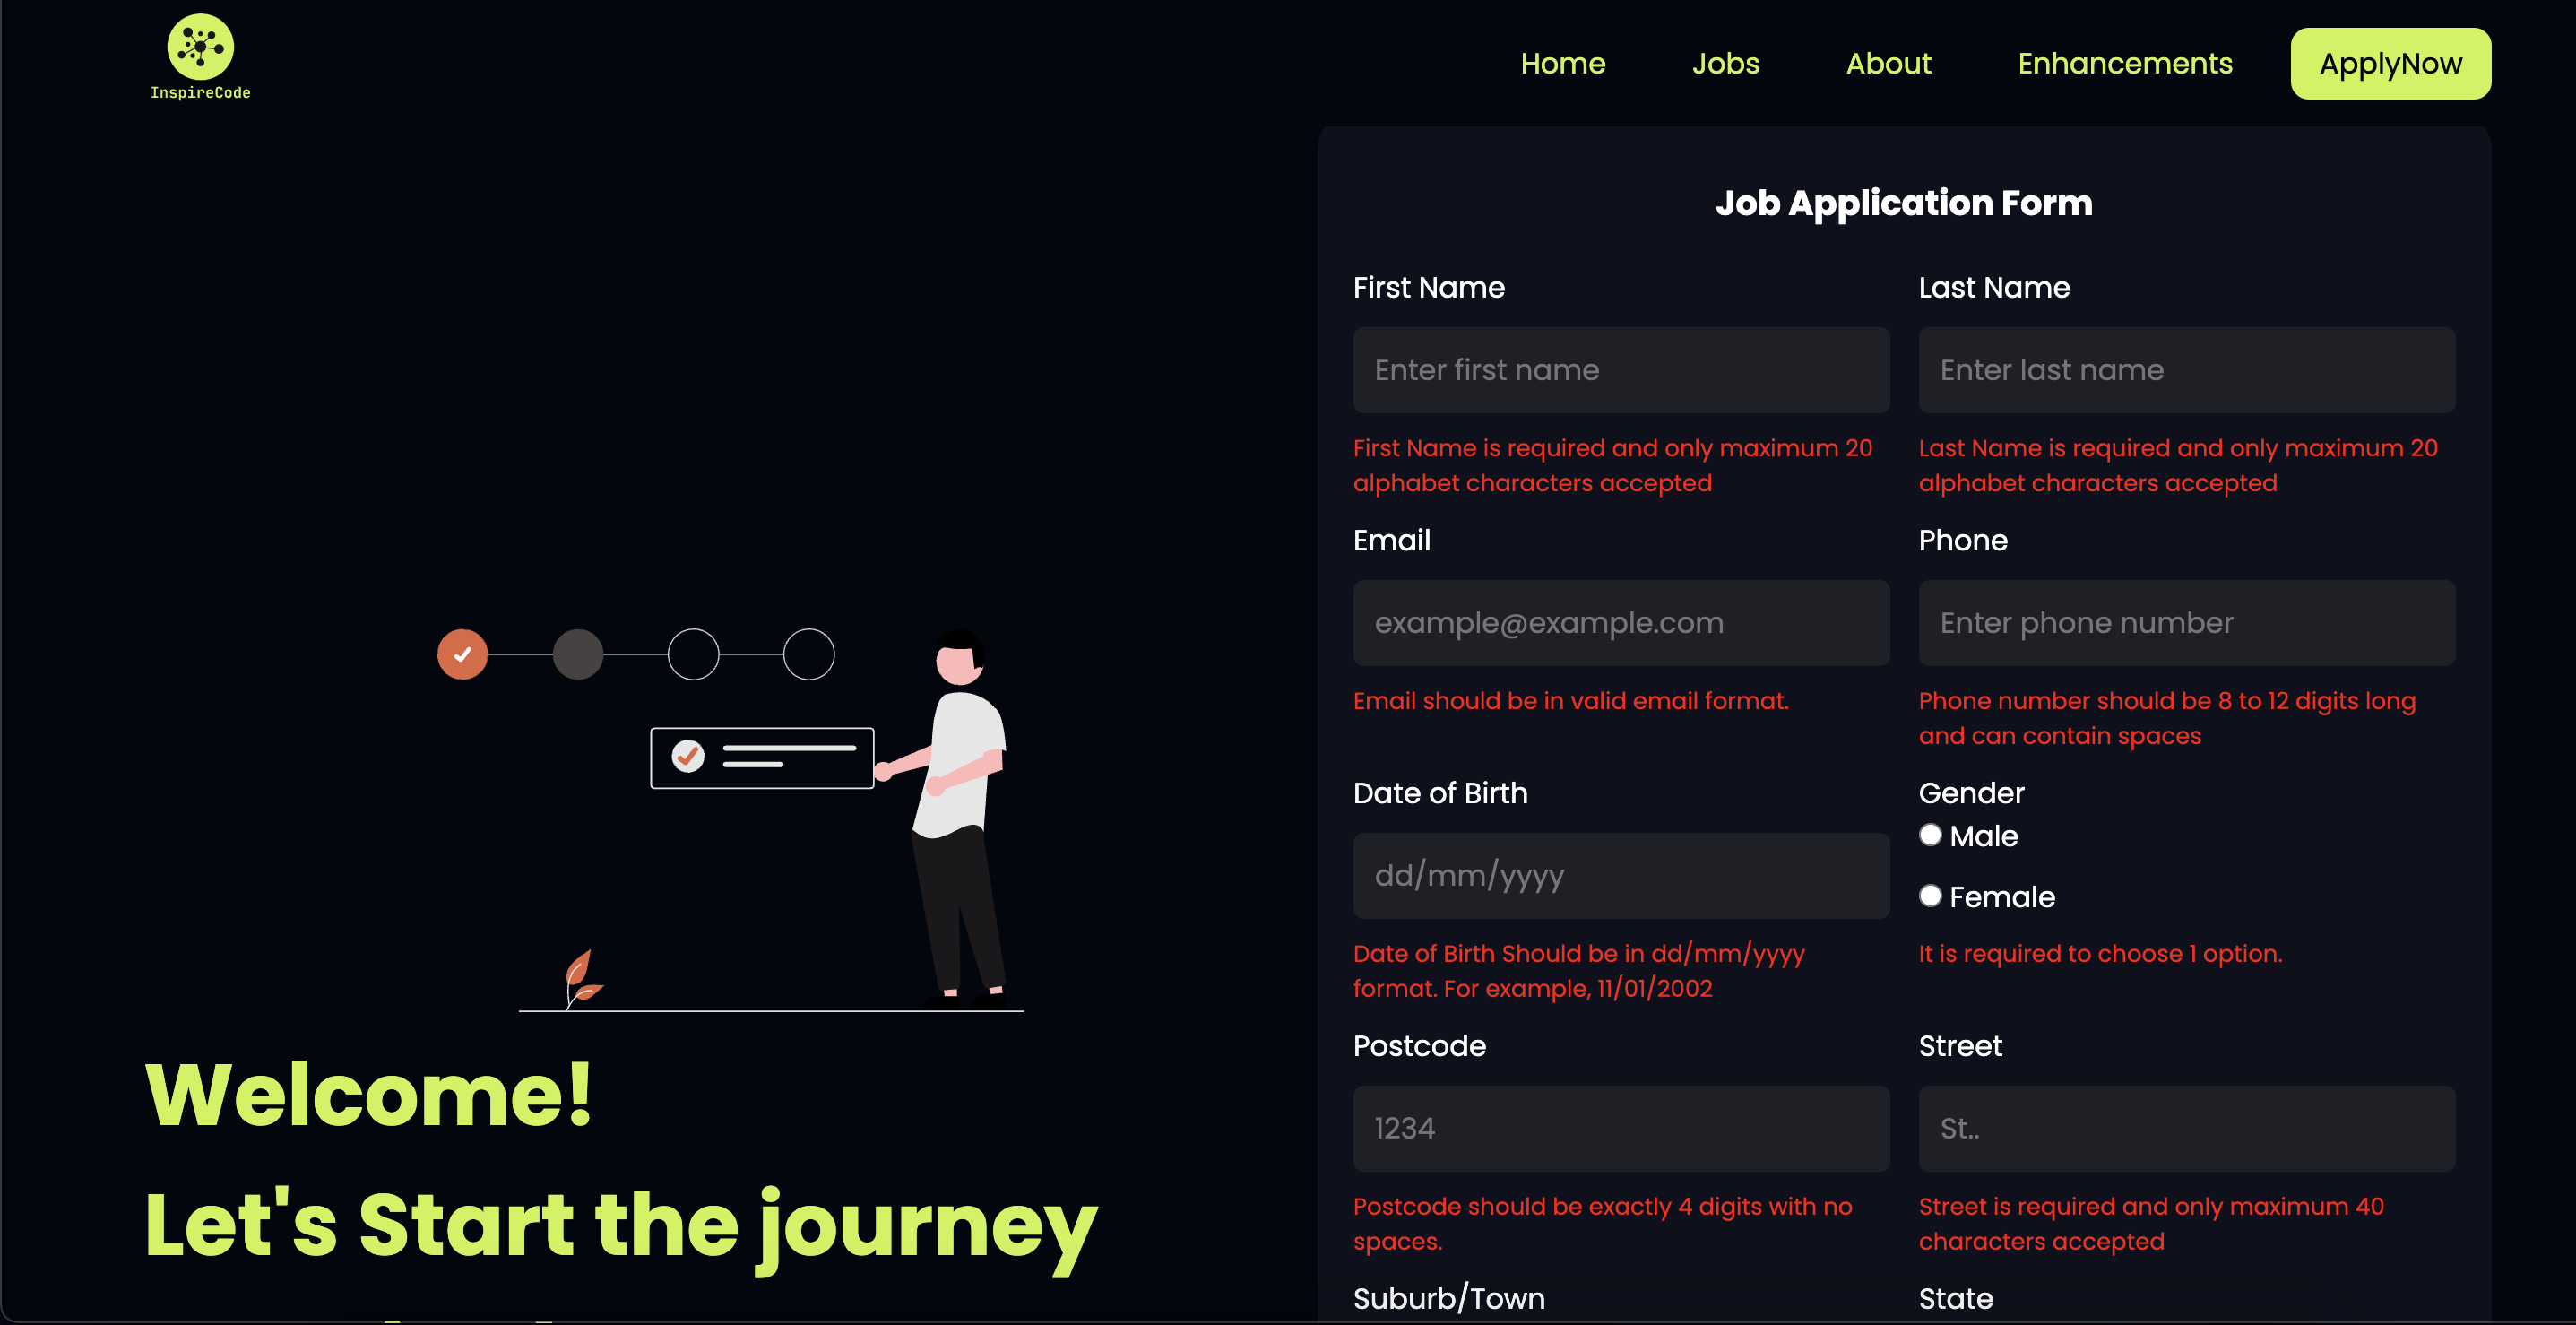 InspireCode
Home
Jobs
About
Enhancements
ApplyNow
Job Application Form
First Name
Last Name
Enter first name
Enter last name
First Name is required and only maximum 20
alphabet characters accepted
Last Name is required and only maximum 20
alphabet characters accepted
Email
Phone
example@example.com
Enter phone number
Email should be in valid email format.
Phone number should be 8 to 12 digits long
and can contain spaces
Date of Birth
Gender
dd/mm/yyyy
Male
Female
Date of Birth Should be in dd/mm/yyyy
format. For example, 11/01/2002
It is required to choose 1 option.
Postcode
Street
1234
St..
Postcode should be exactly 4 digits with no
spaces.
Street is required and only maximum 40
characters accepted
Suburb/Town
State
Welcome!
Let's Start the journey